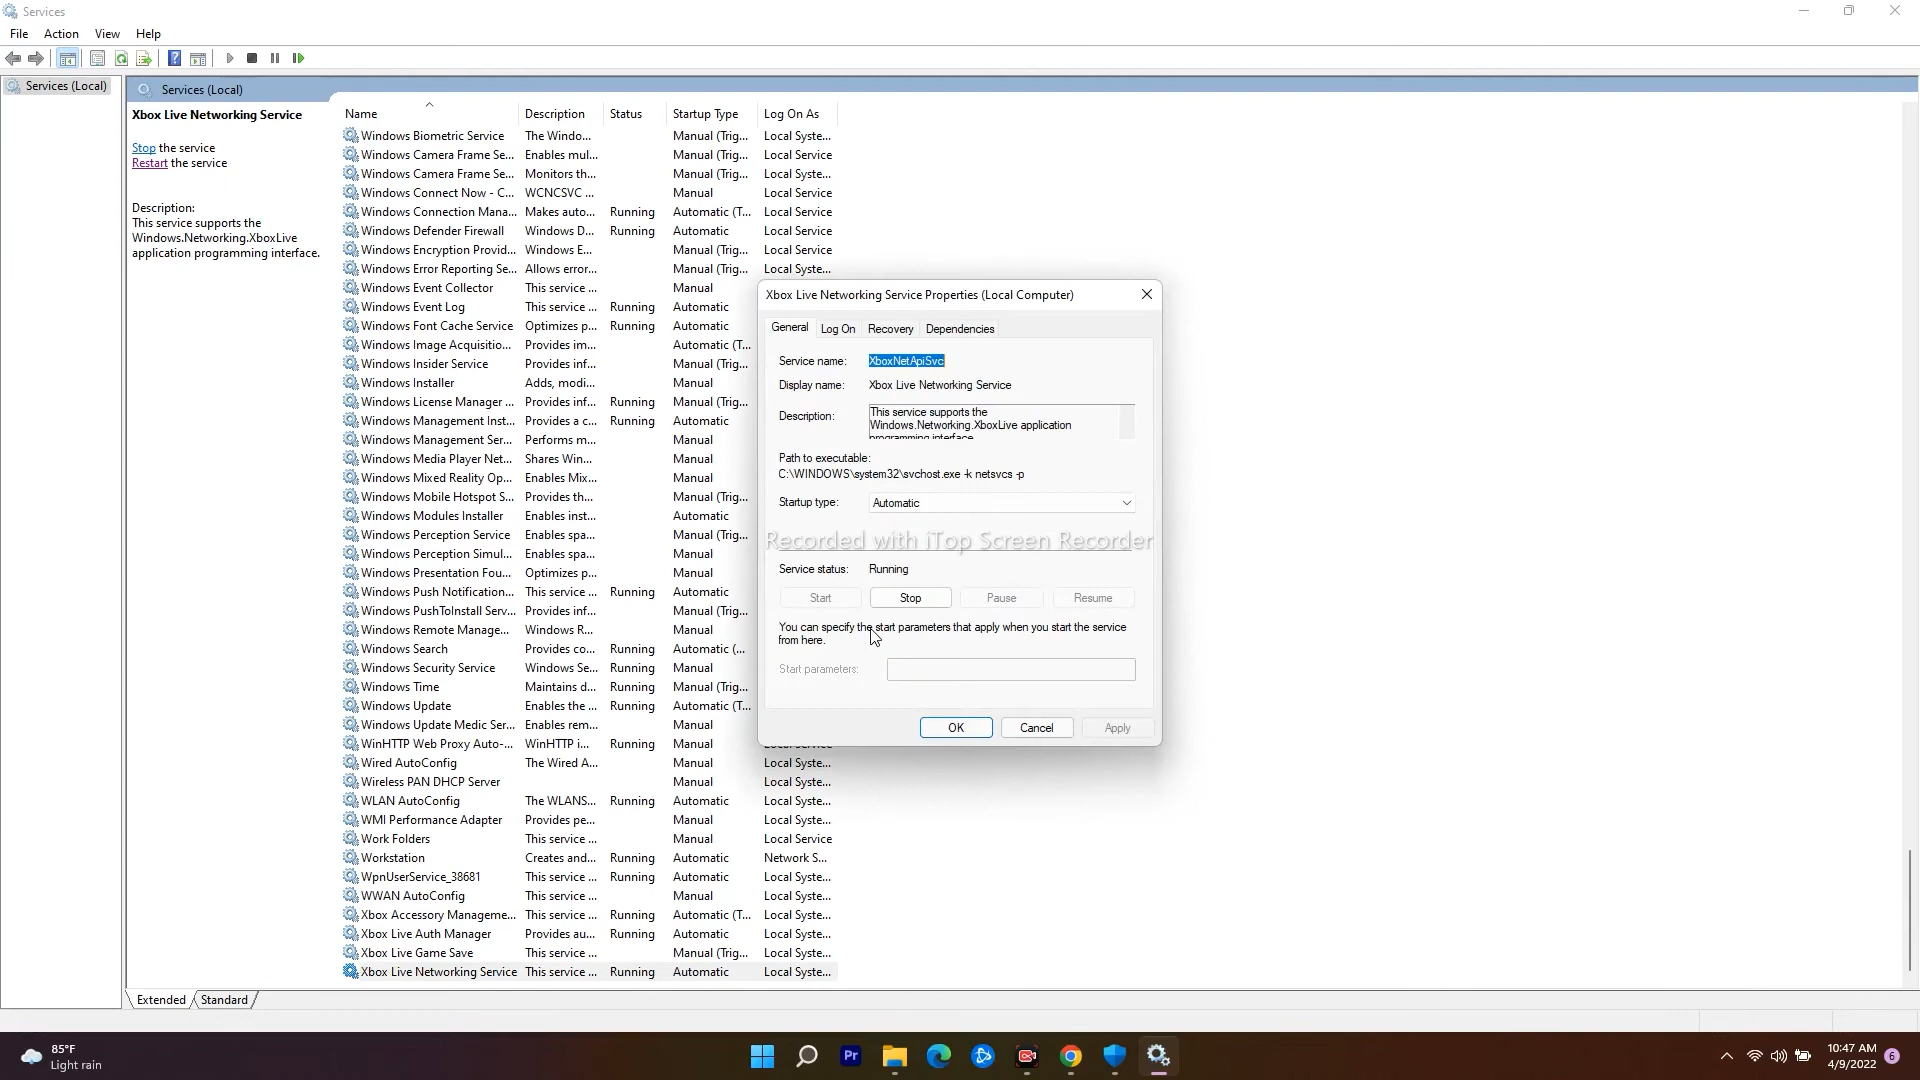 Services
File Action View Help
Services (Local)
Services (Local)
Xbox Live Networking Service
Stop the service
Restart the service
Description:
This service supports the
Windows.Networking.XboxLive
application programming interface.
Name Description Status Startup Type Log On As
Windows Biometric Service The Windo... Manual (Trig... Local Syste...
Windows Camera Frame Se... Enables mul... Manual (Trig... Local Service
Windows Camera Frame Se... Monitors th... Manual (Trig... Local Syste...
Windows Connect Now - C... WCNCSVC ... Manual Local Service
Windows Connection Mana... Makes auto... Running Automatic (T... Local Service
Windows Defender Firewall Windows D... Running Automatic Local Service
Windows Encryption Provid... Windows E... Manual (Trig... Local Service
Windows Error Reporting Se... Allows error... Manual (Trig... Local Syste...
Windows Event Collector This service ... Manual
Windows Event Log This service ... Running Automatic
Windows Font Cache Service Optimizes p... Running Automatic
Windows Image Acquisitio... Provides im... Automatic (T...
Windows Insider Service Provides inf... Manual (Trig...
Windows Installer Adds, modi... Manual
Windows License Manager ... Provides inf... Running Manual (Trig...
Windows Management Inst... Provides a c... Running Automatic
Windows Management Ser... Performs m... Manual
Windows Media Player Net... Shares Win... Manual
Windows Mixed Reality Op... Enables Mix... Manual
Windows Mobile Hotspot S... Provides th... Manual (Trig...
Windows Modules Installer Enables inst... Automatic
Windows Perception Service Enables spa... Manual (Trig...
Windows Perception Simul... Enables spa... Manual
Windows Presentation Fou... Optimizes p... Manual
Windows Push Notification... This service ... Running Automatic
Windows PushToInstall Serv... Provides inf... Manual (Trig...
Windows Remote Manage... Windows R... Manual
Windows Search Provides co... Running Automatic (...
Windows Security Service Windows Se... Running Manual
Windows Time Maintains d... Running Manual (Trig...
Windows Update Enables the ... Running Automatic (T...
Windows Update Medic Ser... Enables rem... Manual
WinHTTP Web Proxy Auto-... WinHTTP i... Running Manual Local Service
Wired AutoConfig The Wired A... Manual Local Syste...
Wireless PAN DHCP Server Manual Local Syste...
WLAN AutoConfig The WLANS... Running Automatic Local Syste...
WMI Performance Adapter Provides pe... Manual Local Syste...
Work Folders This service ... Manual Local Service
Workstation Creates and... Running Automatic Network S...
WpnUserService_38681 This service ... Running Automatic Local Syste...
WWAN AutoConfig This service ... Manual Local Syste...
Xbox Accessory Manageme... This service ... Running Automatic (T... Local Syste...
Xbox Live Auth Manager Provides au... Running Automatic Local Syste...
Xbox Live Game Save This service ... Manual (Trig... Local Syste...
Xbox Live Networking Service This service ... Running Automatic Local Syste...
Xbox Live Networking Service Properties (Local Computer)
General Log On Recovery Dependencies
Service name: XboxNetApiSvc
Display name: Xbox Live Networking Service
Description: This service supports the
Windows.Networking.XboxLive application
programming interface
Path to executable:
C:\WINDOWS\system32\svchost.exe -k netsvcs -p
Startup type: Automatic
Recorded with iTop Screen Recorder
Service status: Running
Start Stop Pause Resume
You can specify the start parameters that apply when you start the service
from here.
Start parameters:
OK Cancel Apply
Extended Standard
85°F
Light rain
Pr
10:47 AM
4/9/2022 6